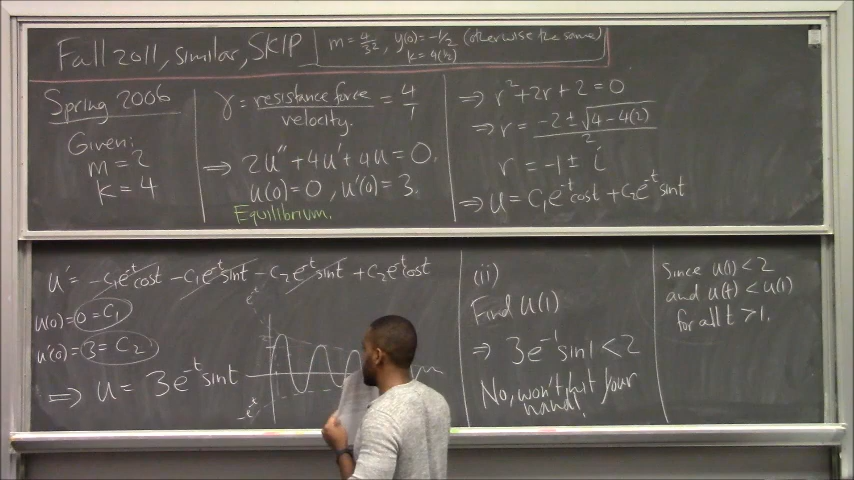 Fall 2011, similar, SKIP
m = 4/32, y(0) = -1/2 (otherwise the same)
k = 4(1/2)
Spring 2006
Given:
m = 2
k = 4
γ = resistance force / velocity. = 4/1
⇒ 2u'' + 4u' + 4u = 0.
u(0) = 0, u'(0) = 3.
Equilibrium.
⇒ r² + 2r + 2 = 0
⇒ r = (-2 ± √(4 - 4(2))) / 2
r = -1 ± i
⇒ u = C₁e^-t cost + C₂e^-t sint
u' = -C₁e^-t cost - C₁e^-t sint - C₂e^-t sint + C₂e^-t cost
u(0) = 0 = C₁
u'(0) = 3 = C₂
⇒ u = 3e^-t sint
e^-t
-e^-t
(ii)
Find u(1)
⇒ 3e^-1 sin1 < 2
No, won't hit your
hand!
Since u(1) < 2
and u(t) < u(1)
for all t > 1.